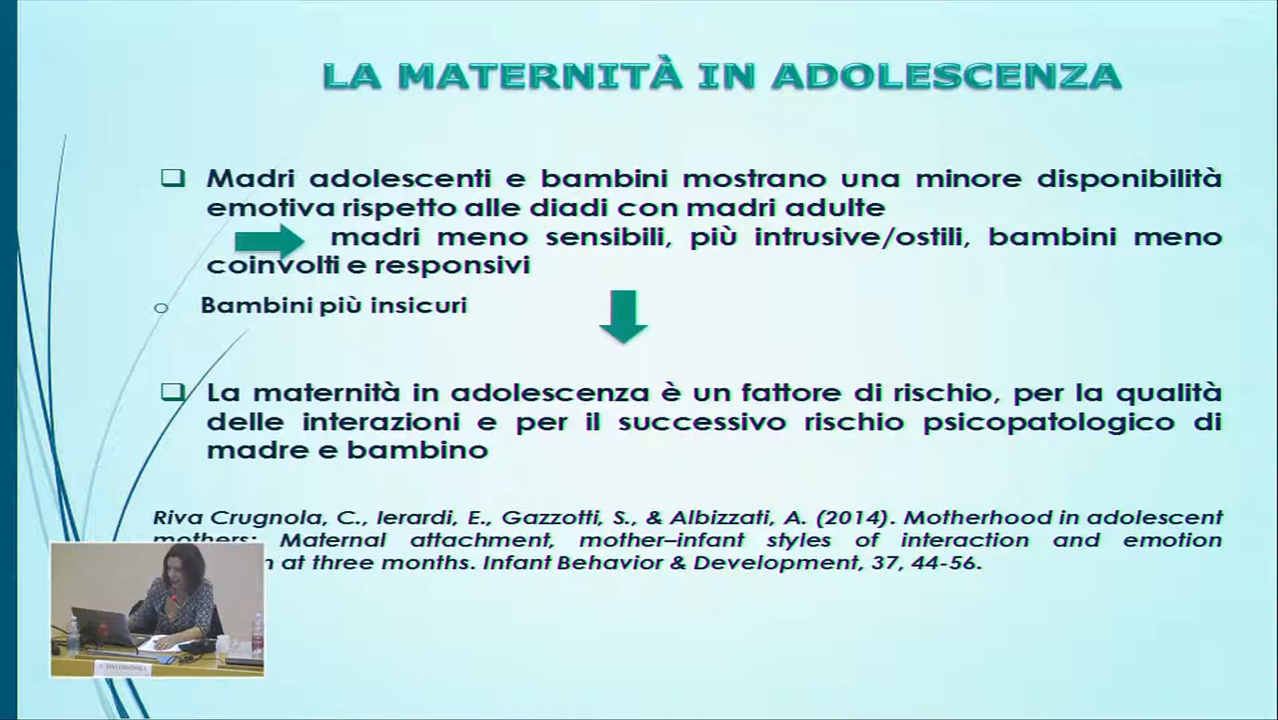 LA MATERNITÀ IN ADOLESCENZA
Madri adolescenti e bambini mostrano una minore disponibilità
emotiva rispetto alle diadi con madri adulte
madri meno sensibili, più intrusive/ostili, bambini meno
coinvolti e responsivi
Bambini più insicuri
La maternità in adolescenza è un fattore di rischio, per la qualità
delle interazioni e per il successivo rischio psicopatologico di
madre e bambino
Riva Crugnola, C., Ierardi, E., Gazzotti, S., & Albizzati, A. (2014). Motherhood in adolescent
mothers: Maternal attachment, mother–infant styles of interaction and emotion
at three months. Infant Behavior & Development, 37, 44-56.